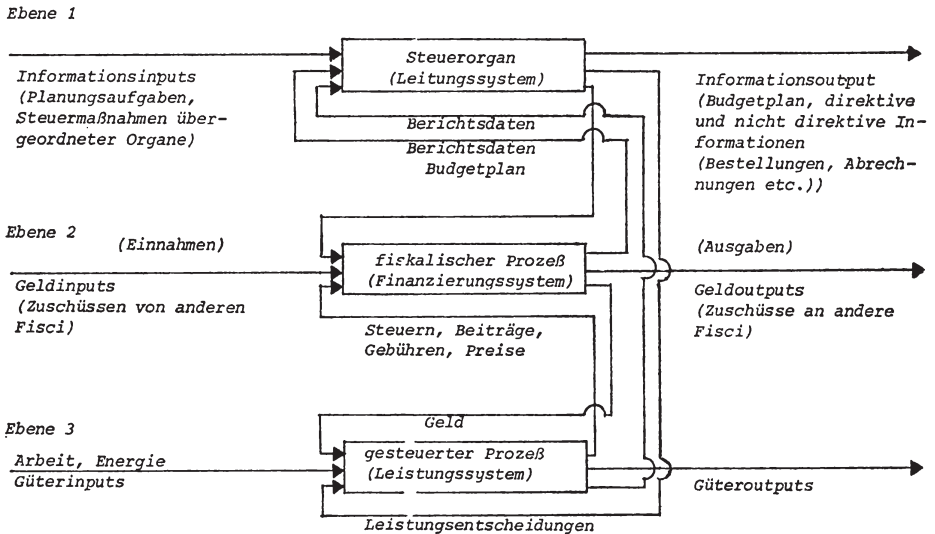 Ebene 1
Steuerorgan
(Leitungssystem)
Informationsinputs
(Planungsaufgaben,
Steuermaßnahmen über-
geordneter Organe)
Informationsoutput
(Budgetplan, direktive
und nicht direktive In-
formationen
(Bestellungen, Abrech-
nungen etc.))
Berichtsdaten
Berichtsdaten
Budgetplan
Ebene 2
(Einnahmen)
fiskalischer Prozeß
(Finanzierungssystem)
(Ausgaben)
Geldinputs
(Zuschüssen von anderen
Fisci)
Geldoutputs
(Zuschüsse an andere
Fisci)
Steuern, Beiträge,
Gebühren, Preise
Geld
Ebene 3
gesteuerter Prozeß
(Leistungssystem)
Arbeit, Energie
Güterinputs
Güteroutputs
Leistungsentscheidungen